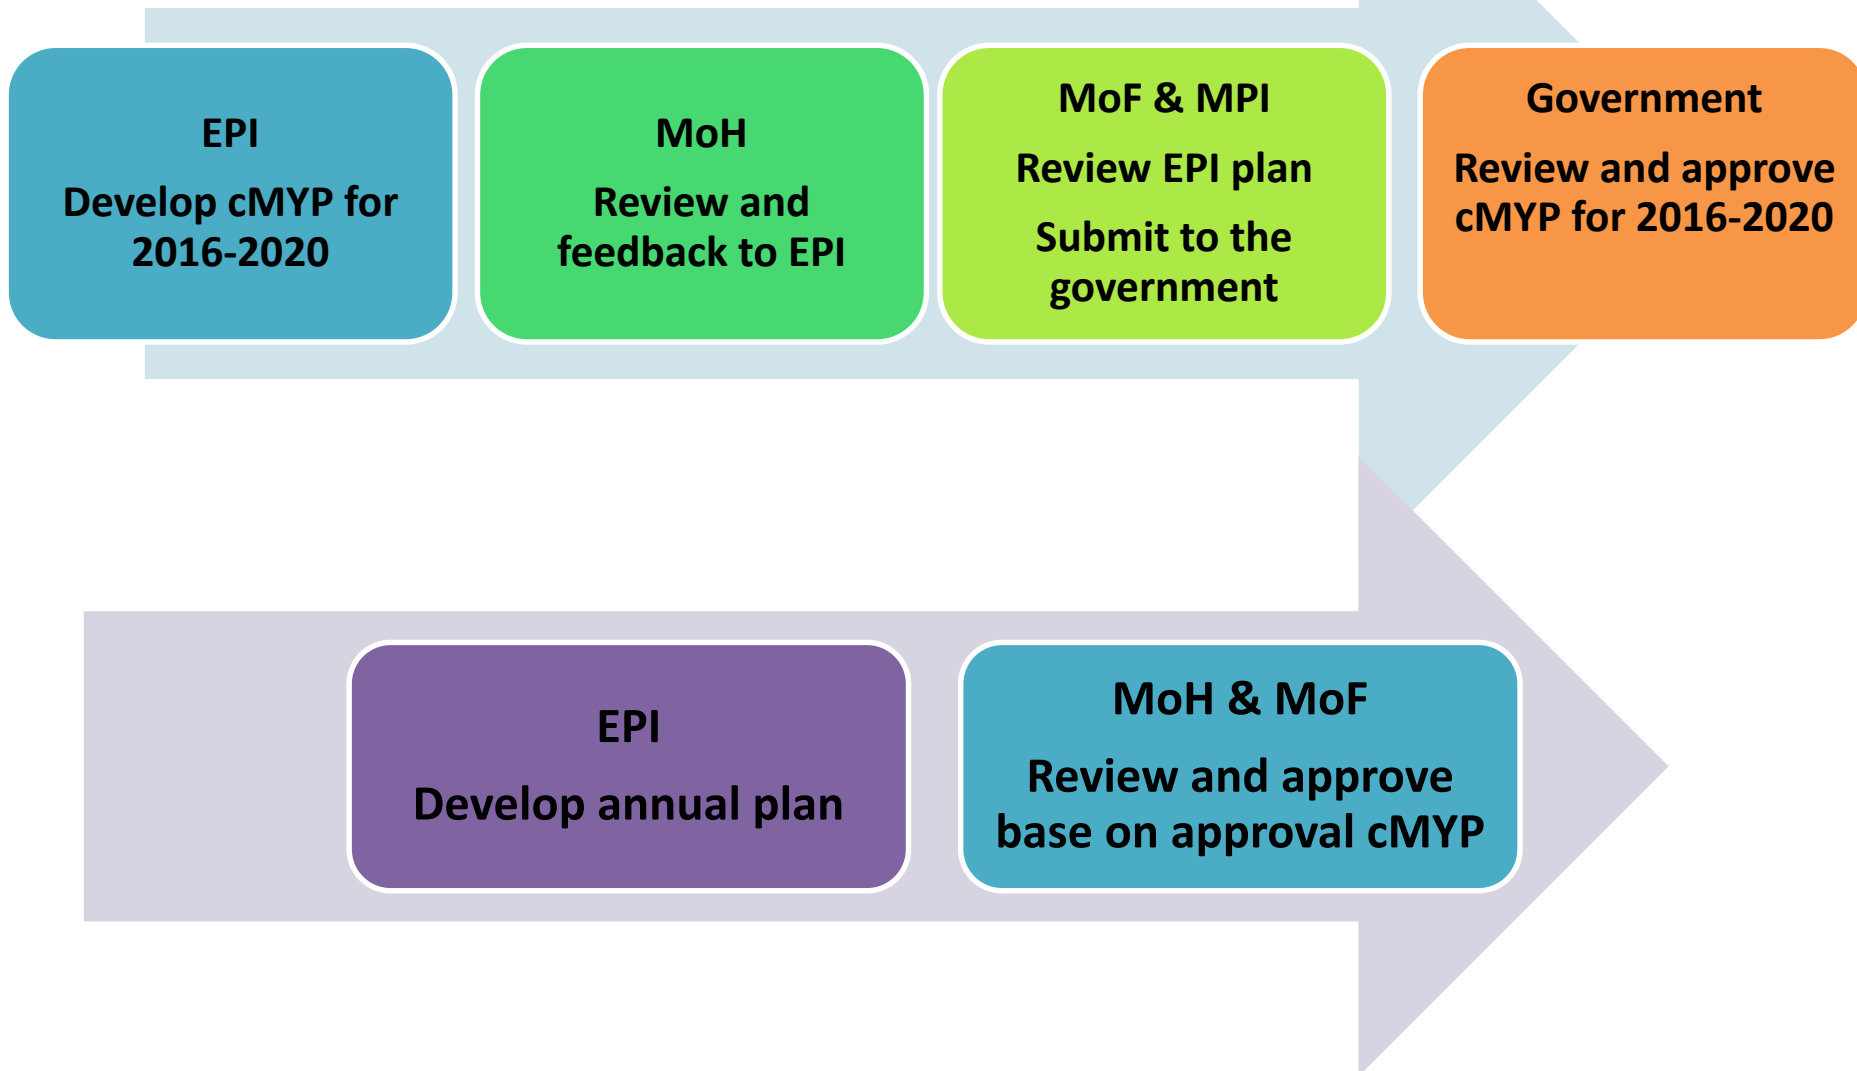 EPI
Develop cMYP for
2016-2020
MoH
Review and
feedback to EPI
MoF & MPI
Review EPI plan
Submit to the
government
Government
Review and approve
cMYP for 2016-2020
EPI
Develop annual plan
MoH & MoF
Review and approve
base on approval cMYP